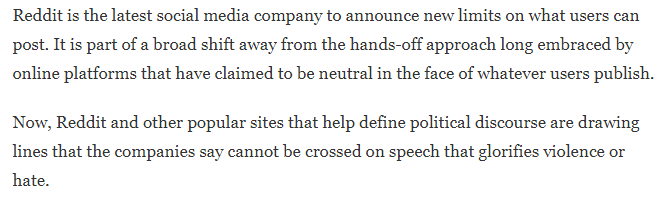 Reddit is the latest social media company to announce new limits on what users can
post. It is part of a broad shift away from the hands-off approach long embraced by
online platforms that have claimed to be neutral in the face of whatever users publish.
Now, Reddit and other popular sites that help define political discourse are drawing
lines that the companies say cannot be crossed on speech that glorifies violence or
hate.